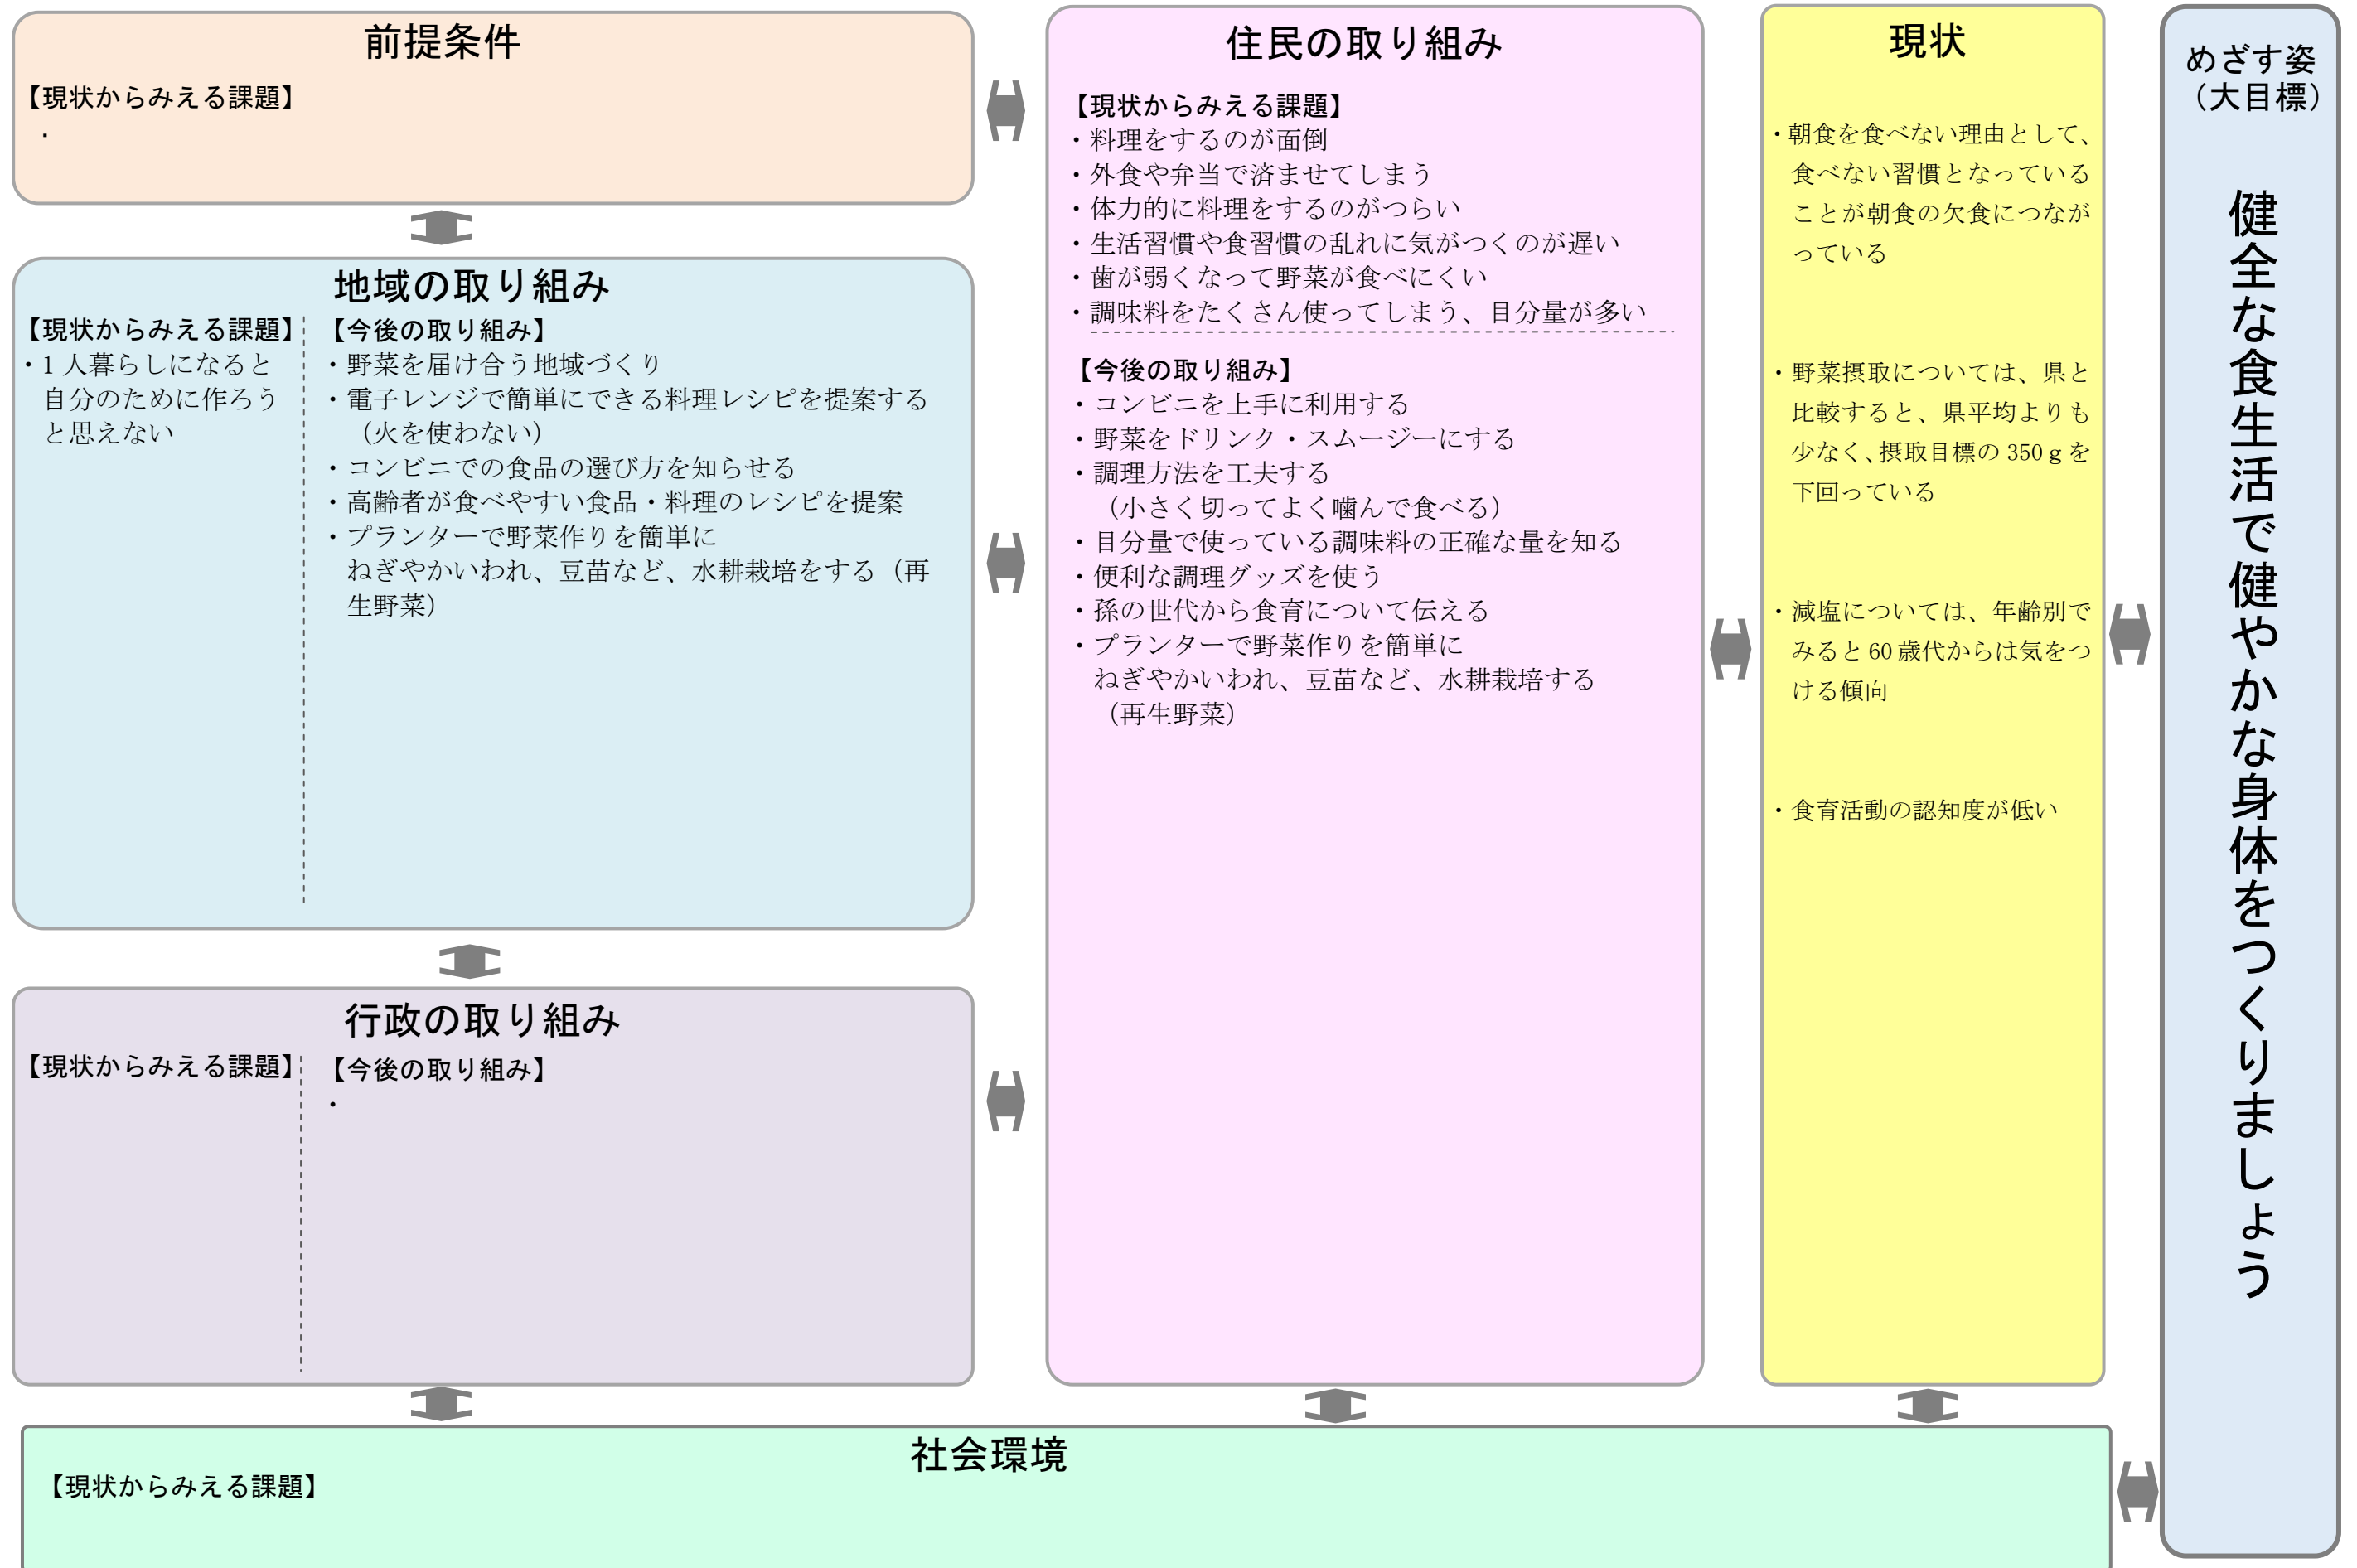 前提条件
【現状からみえる課題】
・
地域の取り組み
【現状からみえる課題】
・1 人暮らしになると
自分のために作ろう
と思えない
【今後の取り組み】
・野菜を届け合う地域づくり
・電子レンジで簡単にできる料理レシピを提案する
（火を使わない）
・コンビニでの食品の選び方を知らせる
・高齢者が食べやすい食品・料理のレシピを提案
・プランターで野菜作りを簡単に
ねぎやかいわれ、豆苗など、水耕栽培をする（再
生野菜）
行政の取り組み
【現状からみえる課題】
【今後の取り組み】
・
住民の取り組み
【現状からみえる課題】
・料理をするのが面倒
・外食や弁当で済ませてしまう
・体力的に料理をするのがつらい
・生活習慣や食習慣の乱れに気がつくのが遅い
・歯が弱くなって野菜が食べにくい
・調味料をたくさん使ってしまう、目分量が多い
【今後の取り組み】
・コンビニを上手に利用する
・野菜をドリンク・スムージーにする
・調理方法を工夫する
（小さく切ってよく噛んで食べる）
・目分量で使っている調味料の正確な量を知る
・便利な調理グッズを使う
・孫の世代から食育について伝える
・プランターで野菜作りを簡単に
ねぎやかいわれ、豆苗など、水耕栽培する
（再生野菜）
現状
・朝食を食べない理由として、
食べない習慣となっている
ことが朝食の欠食につなが
っている
・野菜摂取については、県と
比較すると、県平均よりも
少なく、摂取目標の 350ｇを
下回っている
・減塩については、年齢別で
みると 60 歳代からは気をつ
ける傾向
・食育活動の認知度が低い
めざす姿
（大目標）
健全な食生活で健やかな身体をつくりましょう
社会環境
【現状からみえる課題】